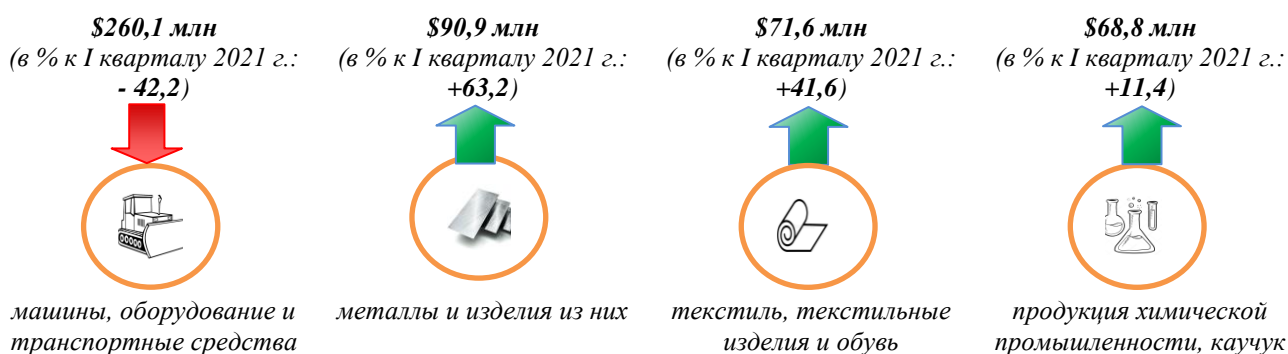 $260,1 млн
(в % к I кварталу 2021 г.:
- 42,2)
$90,9 млн
(в % к I кварталу 2021 г.:
+63,2)
$71,6 млн
(в % к I кварталу 2021 г.:
+41,6)
$68,8 млн
(в % к I кварталу 2021 г.:
+11,4)
машины, оборудование и
транспортные средства
металлы и изделия из них
текстиль, текстильные
изделия и обувь
продукция химической
промышленности, каучук